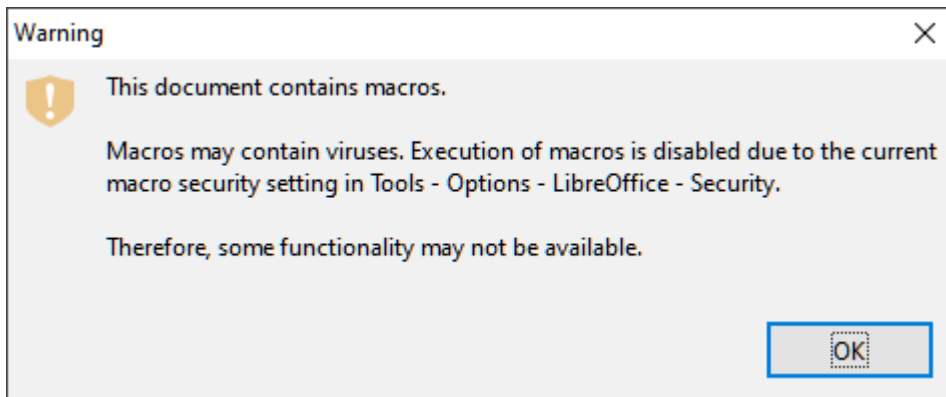 Warning
This document contains macros.
Macros may contain viruses. Execution of macros is disabled due to the current
macro security setting in Tools - Options - LibreOffice - Security.
Therefore, some functionality may not be available.
OK